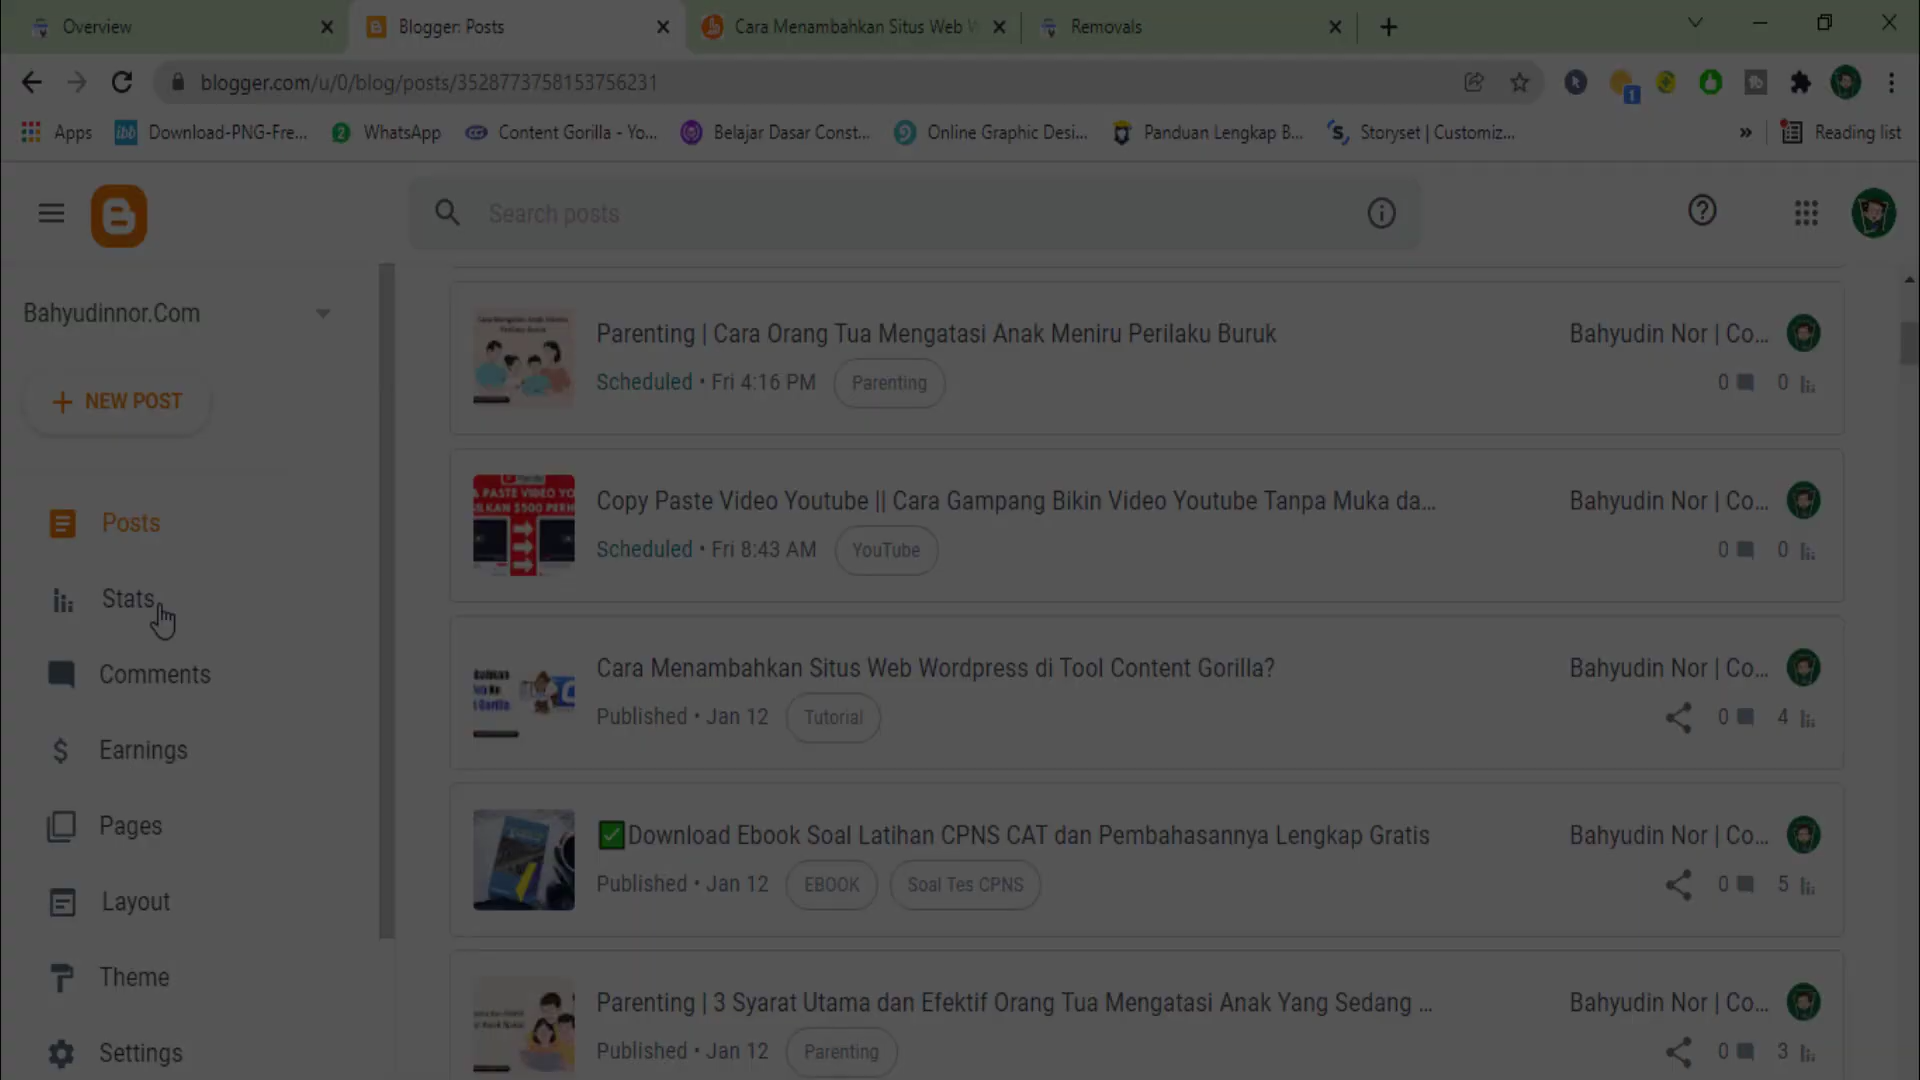 Overview
Blogger: Posts
Cara Menambahkan Situs Web W
Removals
blogger.com/u/0/blog/posts/3528773758153756231
1
Apps
ibb Download-PNG-Fre...
2 WhatsApp
Content Gorilla - Yo...
Belajar Dasar Const...
Online Graphic Desi...
Panduan Lengkap B...
Storyset | Customiz...
»
Reading list
Search posts
Bahyudinnor.Com
+ NEW POST
Posts
Stats
Comments
Earnings
Pages
Layout
Theme
Settings
Parenting | Cara Orang Tua Mengatasi Anak Meniru Perilaku Buruk
Bahyudin Nor | Co...
Scheduled • Fri 4:16 PM Parenting
0 0
A PASTE VIDEO YO
Copy Paste Video Youtube || Cara Gampang Bikin Video Youtube Tanpa Muka da...
Bahyudin Nor | Co...
Scheduled • Fri 8:43 AM YouTube
0 0
Cara Menambahkan Situs Web Wordpress di Tool Content Gorilla?
Bahyudin Nor | Co...
Published • Jan 12 Tutorial
0 4
✅Download Ebook Soal Latihan CPNS CAT dan Pembahasannya Lengkap Gratis
Bahyudin Nor | Co...
Published • Jan 12 EBOOK Soal Tes CPNS
0 5
Parenting | 3 Syarat Utama dan Efektif Orang Tua Mengatasi Anak Yang Sedang ...
Bahyudin Nor | Co...
Published • Jan 12 Parenting
0 3